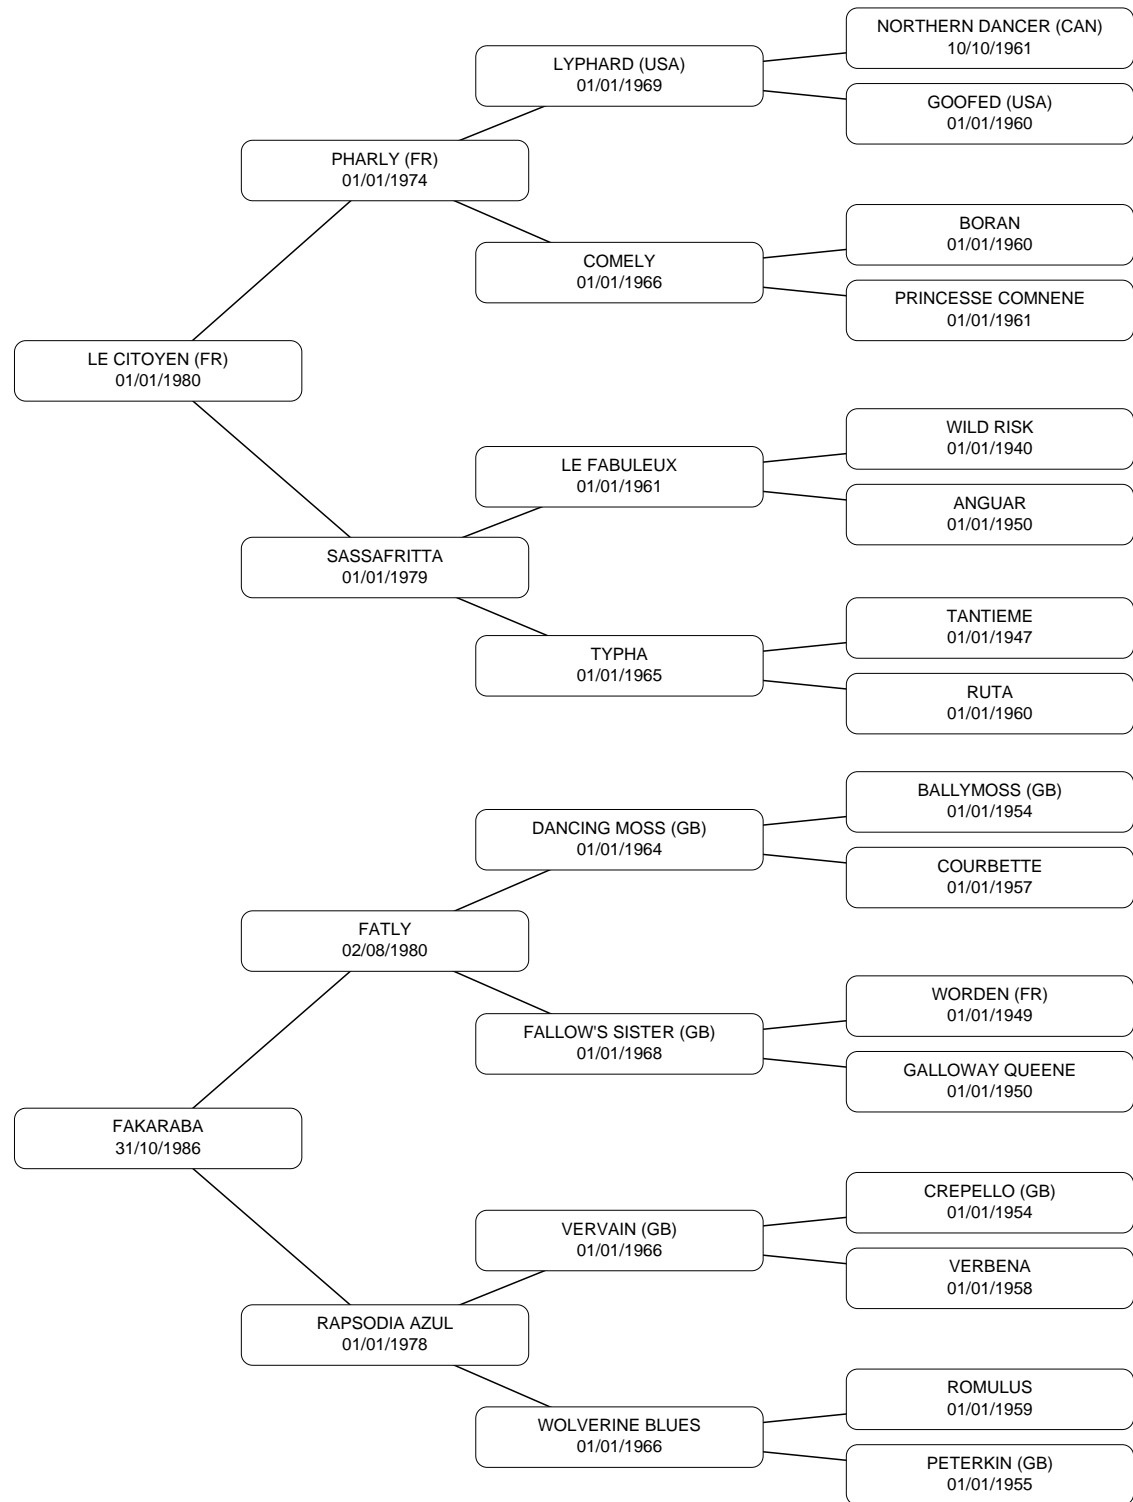 NORTHERN DANCER (CAN)
10/10/1961
LYPHARD (USA)
01/01/1969
GOOFED (USA)
01/01/1960
PHARLY (FR)
01/01/1974
BORAN
01/01/1960
COMELY
01/01/1966
PRINCESSE COMNENE
01/01/1961
LE CITOYEN (FR)
01/01/1980
WILD RISK
01/01/1940
LE FABULEUX
01/01/1961
ANGUAR
01/01/1950
SASSAFRITTA
01/01/1979
TANTIEME
01/01/1947
TYPHA
01/01/1965
RUTA
01/01/1960
BALLYMOSS (GB)
01/01/1954
DANCING MOSS (GB)
01/01/1964
COURBETTE
01/01/1957
FATLY
02/08/1980
WORDEN (FR)
01/01/1949
FALLOW'S SISTER (GB)
01/01/1968
GALLOWAY QUEENE
01/01/1950
FAKARABA
31/10/1986
CREPELLO (GB)
01/01/1954
VERVAIN (GB)
01/01/1966
VERBENA
01/01/1958
RAPSODIA AZUL
01/01/1978
ROMULUS
01/01/1959
WOLVERINE BLUES
01/01/1966
PETERKIN (GB)
01/01/1955